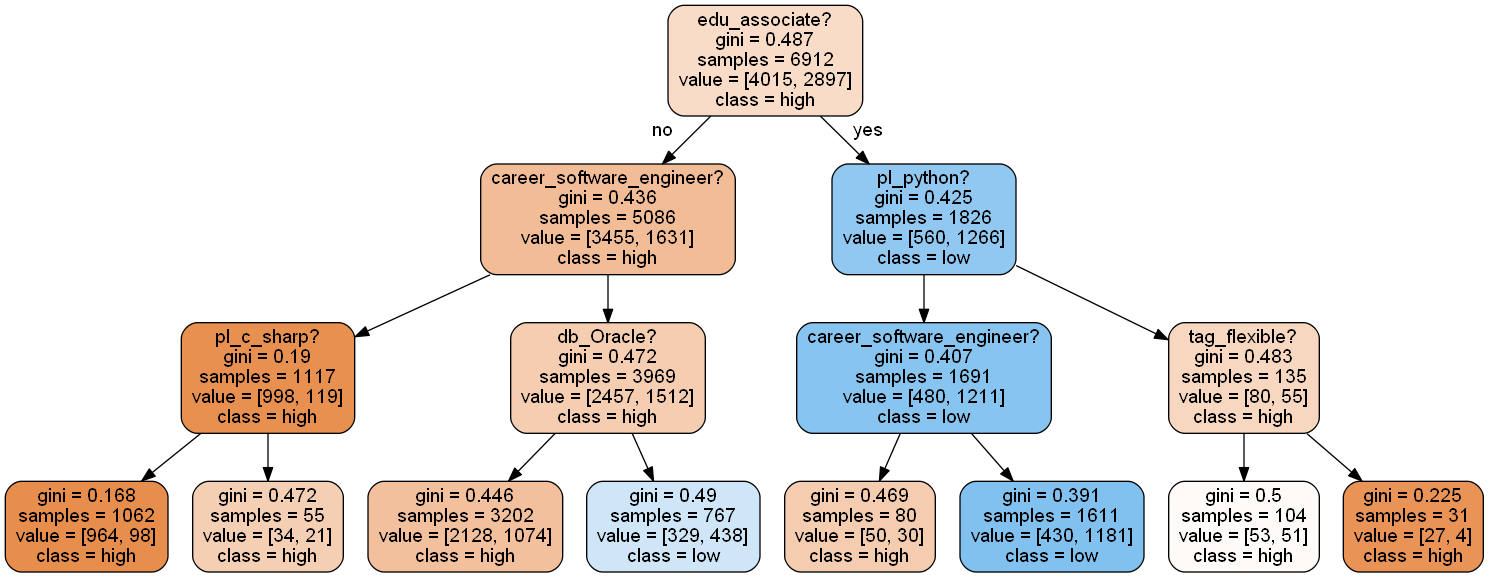 edu_associate?
gini = 0.487
samples = 6912
value = [4015, 2897]
class = high
no
yes
career_software_engineer?
gini = 0.436
samples = 5086
value = [3455, 1631]
class = high
pl_python?
gini = 0.425
samples = 1826
value = [560, 1266]
class = low
pl_c_sharp?
gini = 0.19
samples = 1117
value = [998, 119]
class = high
db_Oracle?
gini = 0.472
samples = 3969
value = [2457, 1512]
class = high
career_software_engineer?
gini = 0.407
samples = 1691
value = [480, 1211]
class = low
tag_flexible?
gini = 0.483
samples = 135
value = [80, 55]
class = high
gini = 0.168
samples = 1062
value = [964, 98]
class = high
gini = 0.472
samples = 55
value = [34, 21]
class = high
gini = 0.446
samples = 3202
value = [2128, 1074]
class = high
gini = 0.49
samples = 767
value = [329, 438]
class = low
gini = 0.469
samples = 80
value = [50, 30]
class = high
gini = 0.391
samples = 1611
value = [430, 1181]
class = low
gini = 0.5
samples = 104
value = [53, 51]
class = high
gini = 0.225
samples = 31
value = [27, 4]
class = high